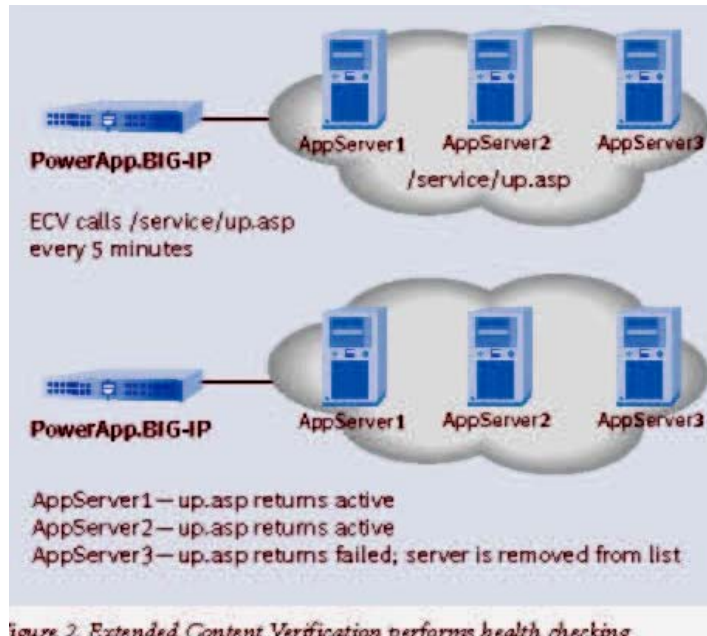 AppServer1 AppServer2 AppServer3
PowerApp.BIG-IP
/service/up.asp
ECV calls /service/up.asp
every 5 minutes
AppServer1 AppServer2 AppServer3
PowerApp.BIG-IP
AppServer1—up.asp returns active
AppServer2—up.asp returns active
AppServer3—up.asp returns failed; server is removed from list
Figure 2. Extended Content Verification performs health checking